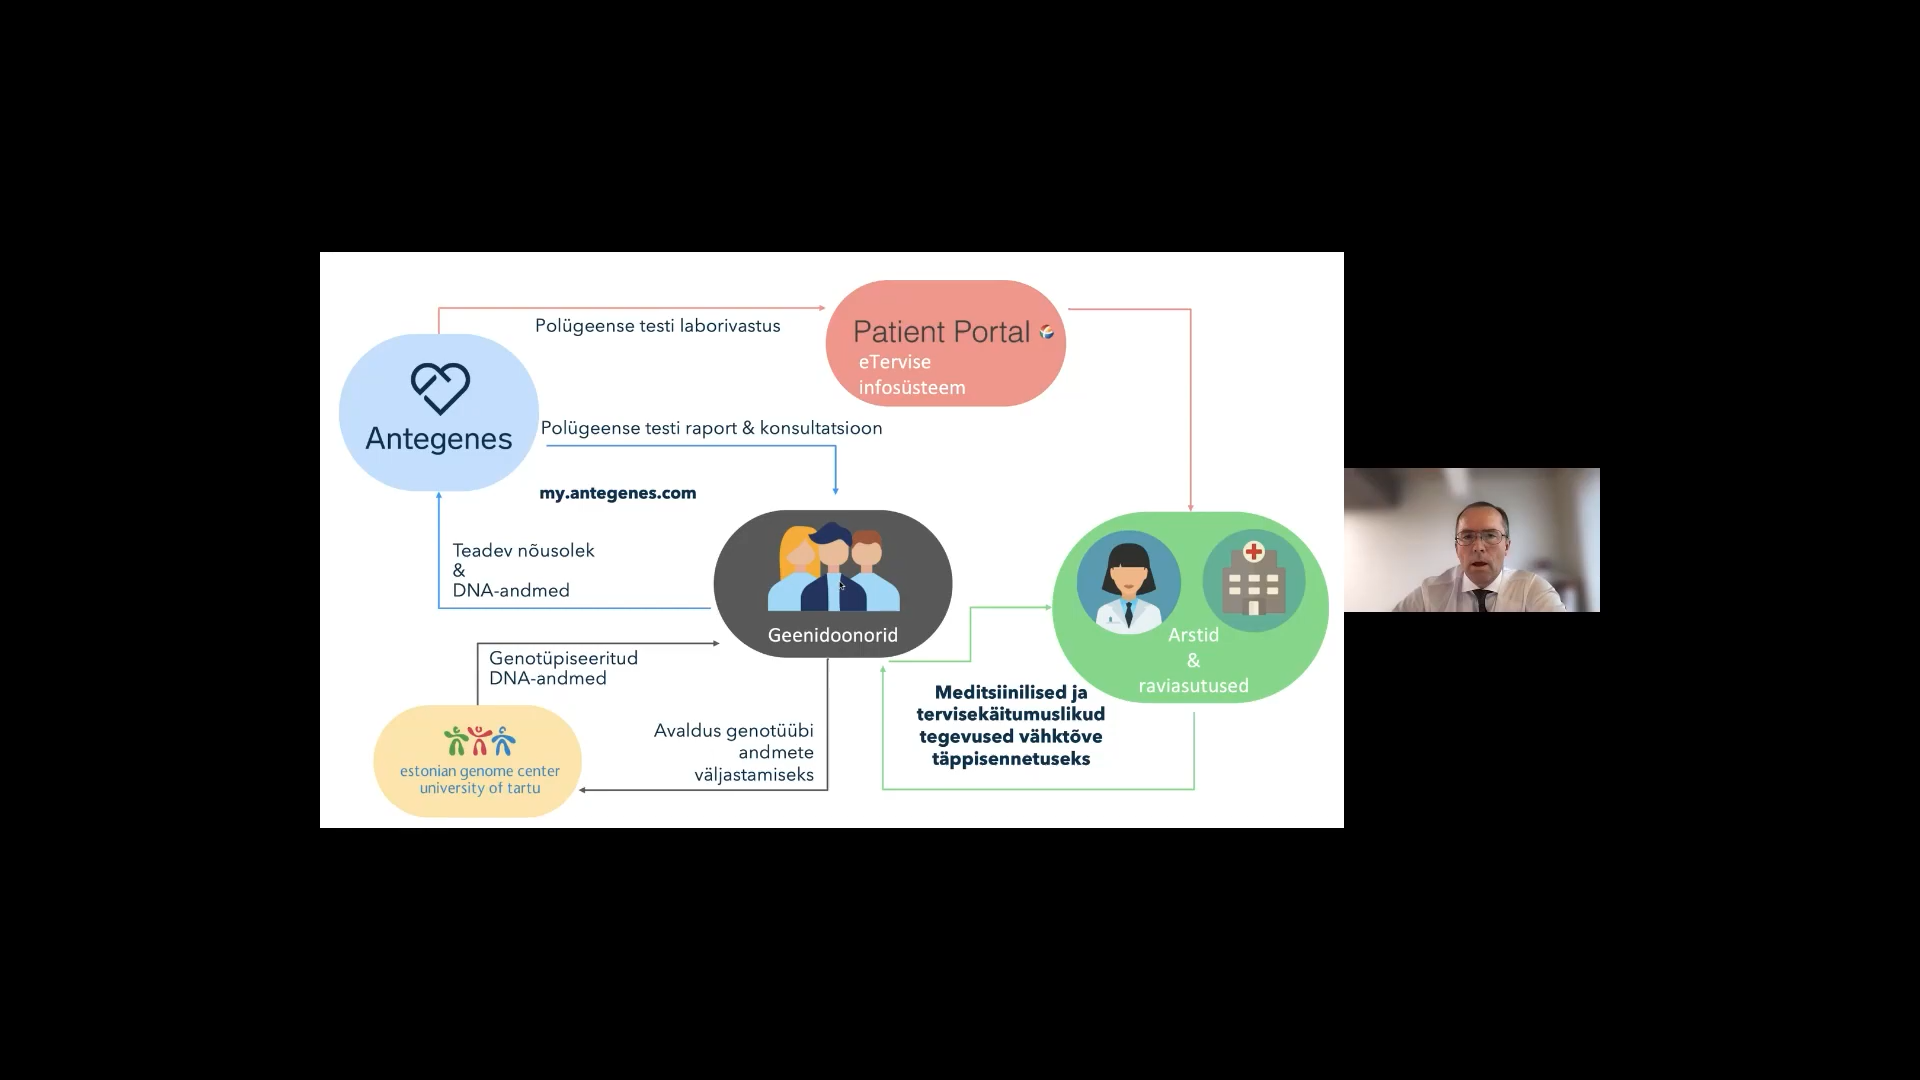 Polügeense testi laborivastus
Patient Portal
eTervise
infosüsteem
Antegenes
Polügeense testi raport & konsultatsioon
my.antegenes.com
Teadev nõusolek
&
DNA-andmed
Geenidoonorid
Arstid
&
raviasutused
Genotüpiseeritud
DNA-andmed
Meditsiinilised ja
tervisekäitumuslikud
tegevused vähktõve
täppisennetuseks
Avaldus genotüübi
andmete
väljastamiseks
estonian genome center
university of tartu